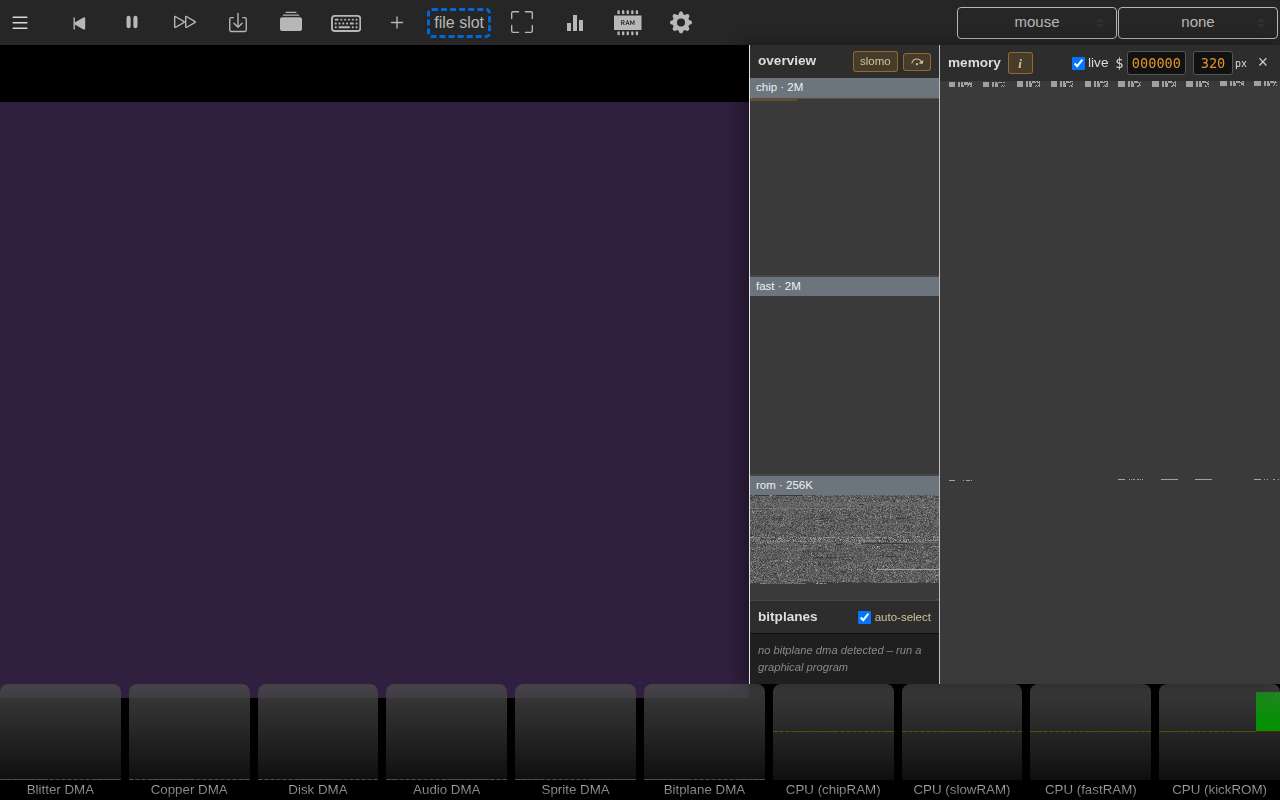 RAM
file slot
mouse
none
overview
slomo
memory
i
live
$
000000
320
px
×
chip · 2M
fast · 2M
rom · 256K
bitplanes
auto-select
no bitplane dma detected – run a
graphical program
Blitter DMA
Copper DMA
Disk DMA
Audio DMA
Sprite DMA
Bitplane DMA
CPU (chipRAM)
CPU (slowRAM)
CPU (fastRAM)
CPU (kickROM)